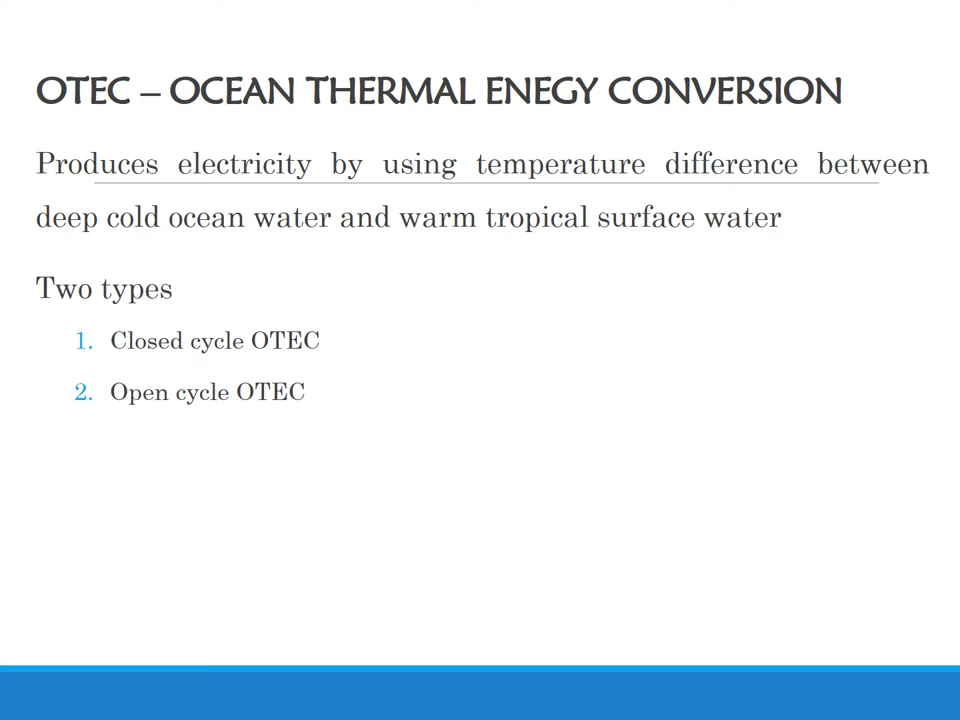 OTEC – OCEAN THERMAL ENEGY CONVERSION
Produces electricity by using temperature difference between
deep cold ocean water and warm tropical surface water
Two types
1. Closed cycle OTEC
2. Open cycle OTEC